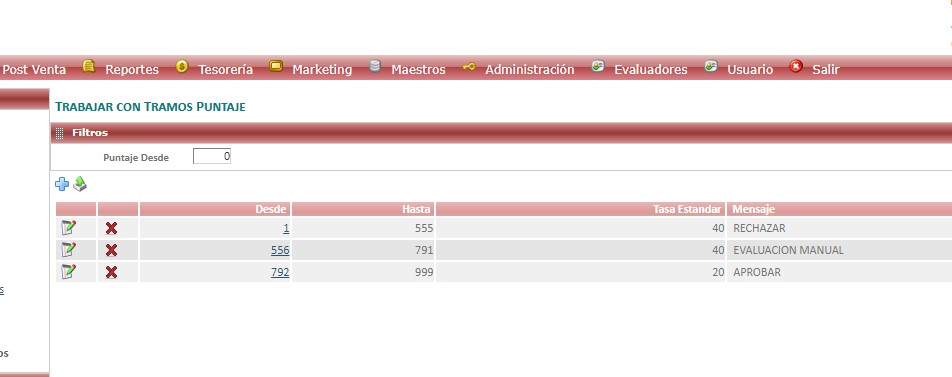 Post Venta Reportes Tesorería Marketing Maestros Administración Evaluadores Usuario Salir
TRABAJAR CON TRAMOS PUNTAJE
Filtros
Puntaje Desde 0
Desde Hasta Tasa Estandar Mensaje
1 555 40 RECHAZAR
556 791 40 EVALUACION MANUAL
792 999 20 APROBAR
s
os